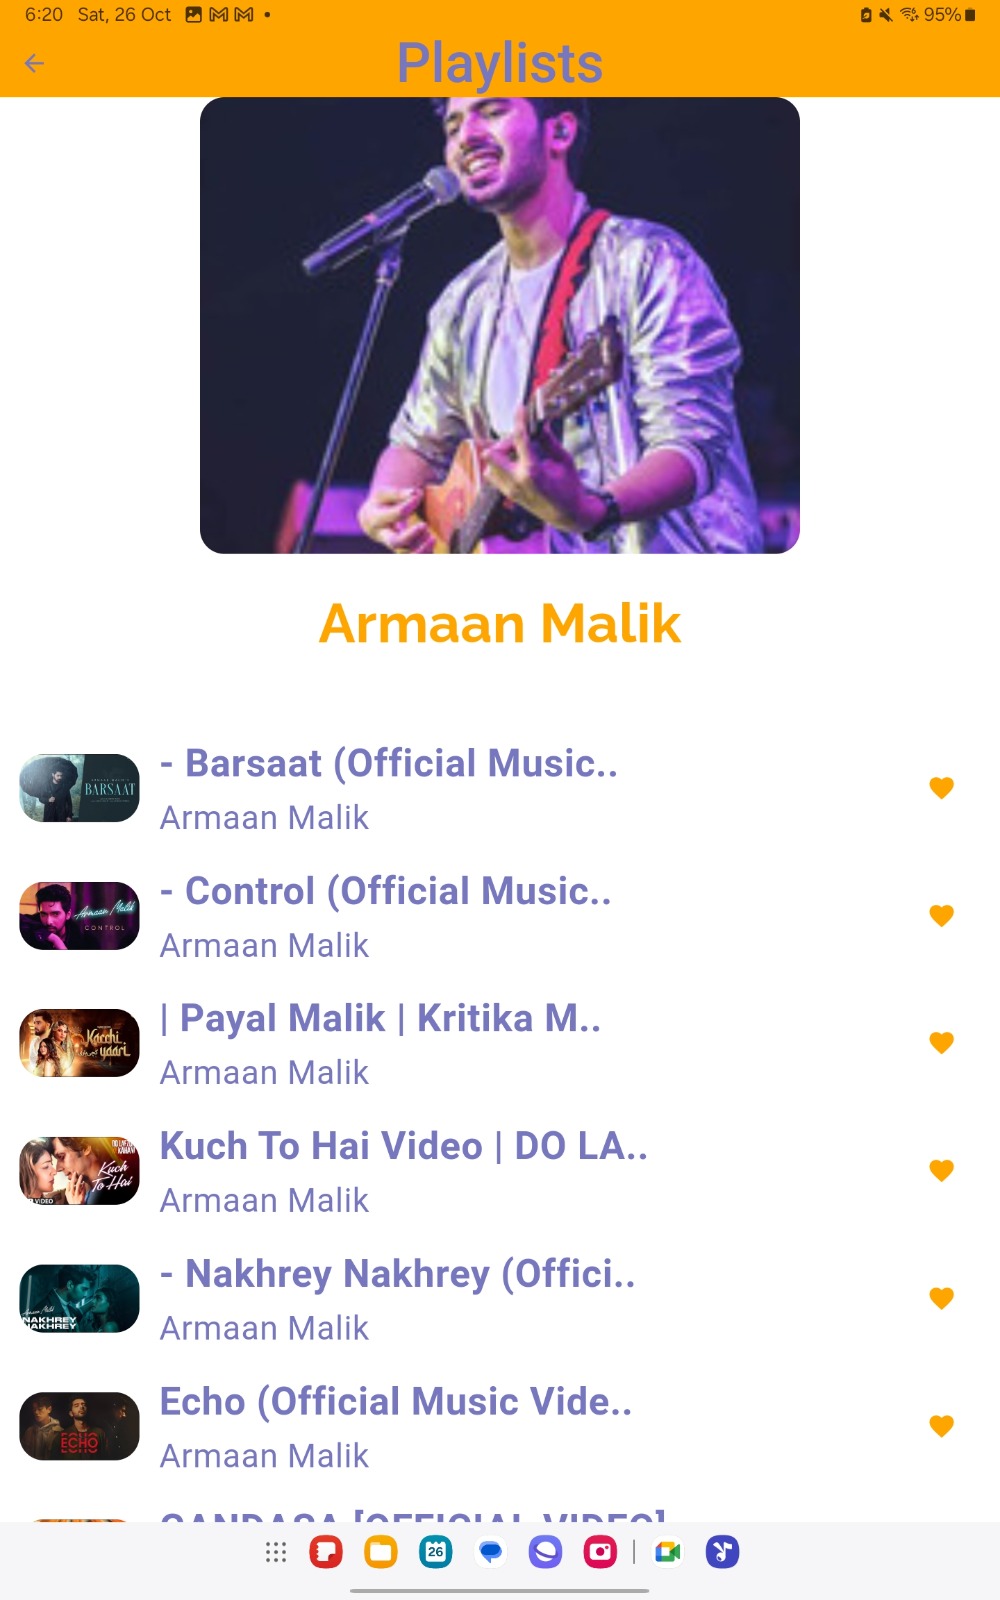 6:20 Sat, 26 Oct 95%
Playlists
Armaan Malik
BARSAAT
- Barsaat (Official Music..
Armaan Malik
Armaan Malik
CONTROL
- Control (Official Music..
Armaan Malik
Kacchi
yaari
| Payal Malik | Kritika M..
Armaan Malik
Kuch
To Hai
VIDEO
Kuch To Hai Video | DO LA..
Armaan Malik
Armaan Malik
NAKHREY
NAKHREY
- Nakhrey Nakhrey (Offici..
Armaan Malik
ECHO
Echo (Official Music Vide..
Armaan Malik
26